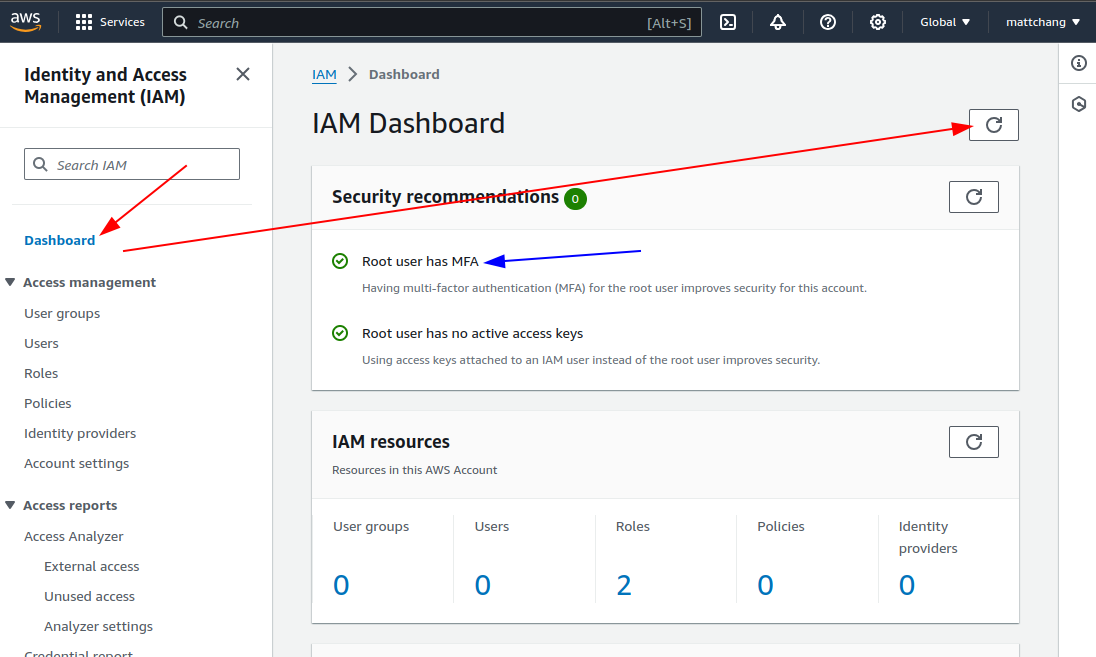 aws Services Search [Alt+S] Global mattchang
Identity and Access
Management (IAM)
Search IAM
Dashboard
Access management
User groups
Users
Roles
Policies
Identity providers
Account settings
Access reports
Access Analyzer
External access
Unused access
Analyzer settings
Credential report
IAM > Dashboard
IAM Dashboard
Security recommendations 0
Root user has MFA
Having multi-factor authentication (MFA) for the root user improves security for this account.
Root user has no active access keys
Using access keys attached to an IAM user instead of the root user improves security.
IAM resources
Resources in this AWS Account
User groups Users Roles Policies Identity
providers
0 0 2 0 0